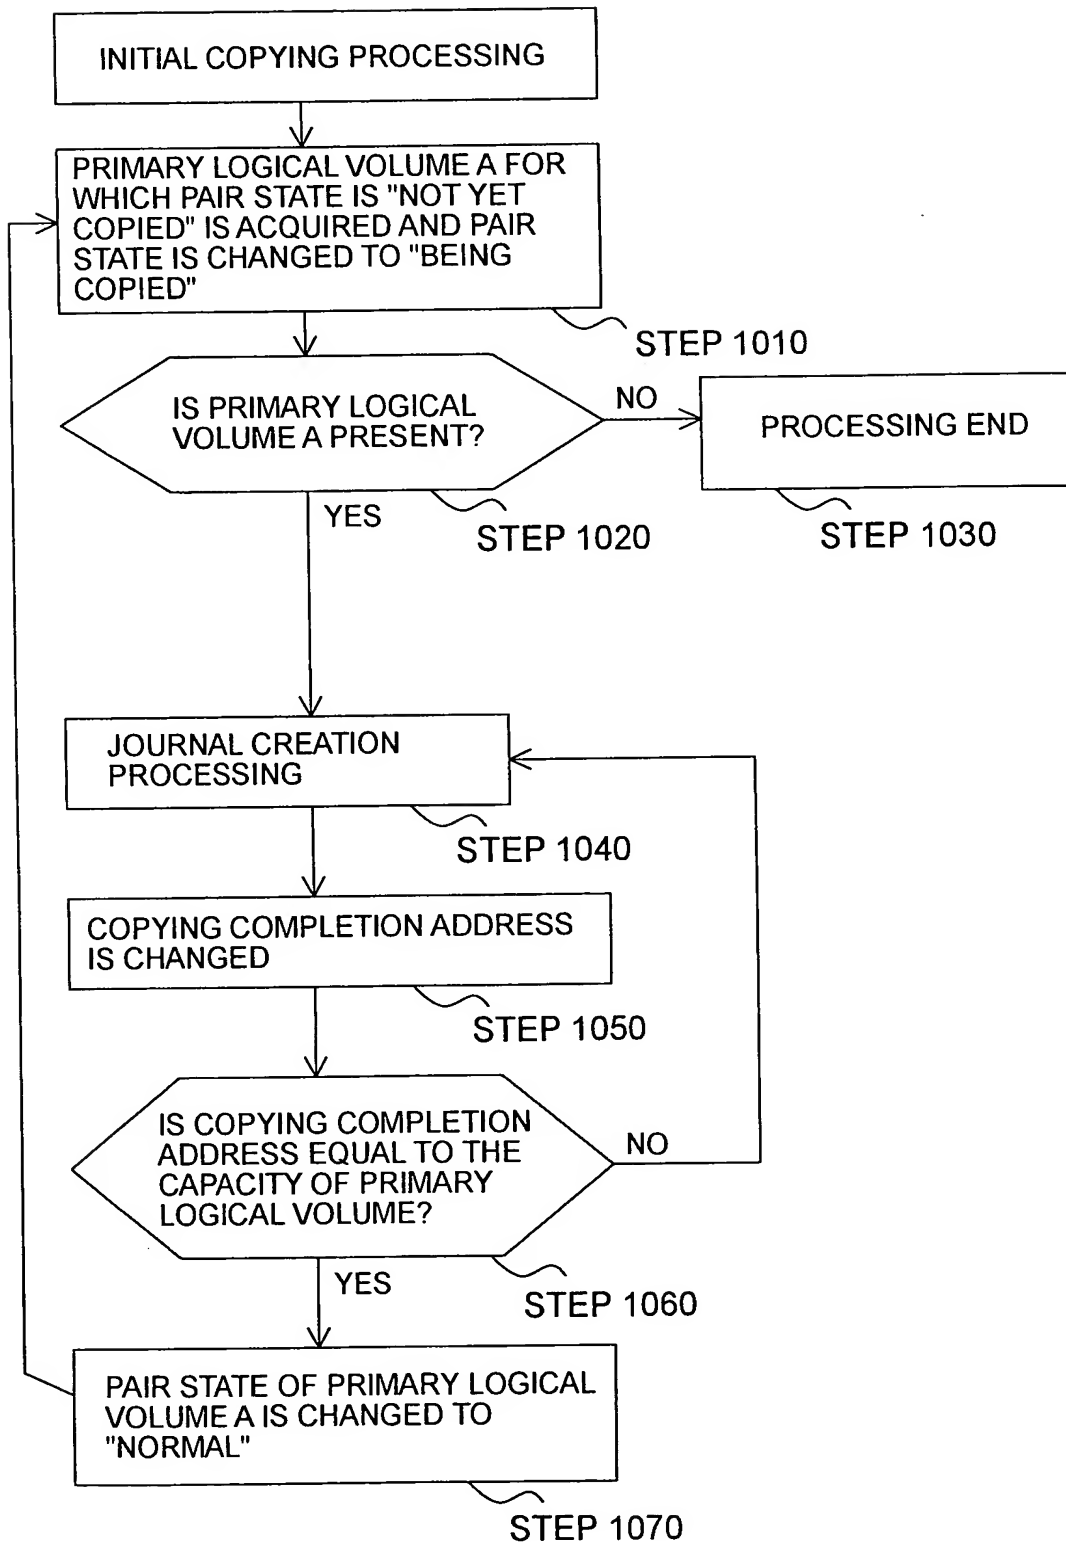 INITIAL COPYING PROCESSING
PRIMARY LOGICAL VOLUME A FOR
WHICH PAIR STATE IS "NOT YET
COPIED" IS ACQUIRED AND PAIR
STATE IS CHANGED TO "BEING
COPIED"
STEP 1010
IS PRIMARY LOGICAL
VOLUME A PRESENT?
NO
PROCESSING END
YES
STEP 1020
STEP 1030
JOURNAL CREATION
PROCESSING
STEP 1040
COPYING COMPLETION ADDRESS
IS CHANGED
STEP 1050
IS COPYING COMPLETION
ADDRESS EQUAL TO THE
CAPACITY OF PRIMARY
LOGICAL VOLUME?
NO
YES
STEP 1060
PAIR STATE OF PRIMARY LOGICAL
VOLUME A IS CHANGED TO
"NORMAL"
STEP 1070